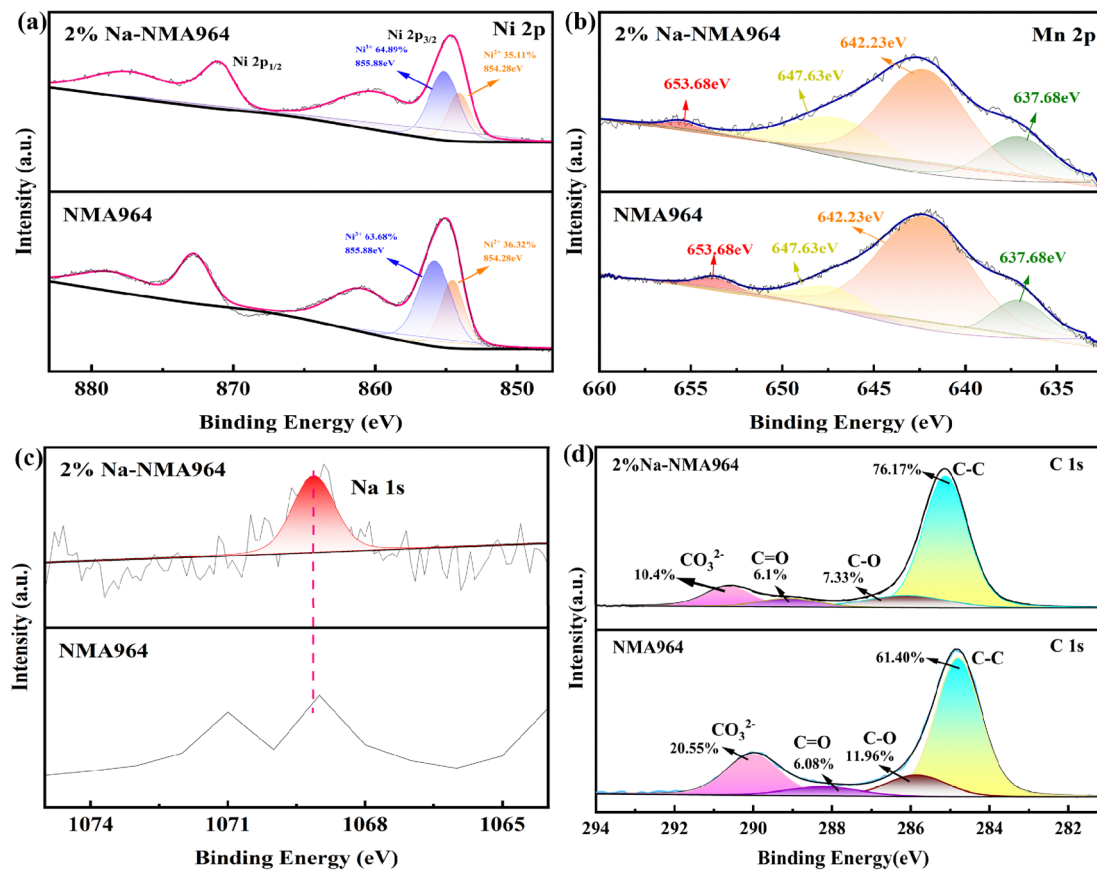 (a)
2% Na-NMA964
Ni 2p
Ni 2p1/2
Ni 2p3/2
Ni³⁺ 64.89%
855.88eV
Ni²⁺ 35.11%
854.28eV
NMA964
Ni³⁺ 63.68%
855.88eV
Ni²⁺ 36.32%
854.28eV
Intensity (a.u.)
880 870 860 850
Binding Energy (eV)
(b)
2% Na-NMA964
Mn 2p
653.68eV
647.63eV
642.23eV
637.68eV
NMA964
653.68eV
647.63eV
642.23eV
637.68eV
Intensity (a.u.)
660 655 650 645 640 635
Binding Energy (eV)
(c)
2% Na-NMA964
Na 1s
NMA964
Intensity (a.u.)
1074 1071 1068 1065
Binding Energy (eV)
(d)
2%Na-NMA964
C 1s
76.17%
C-C
CO₃²⁻
10.4%
C=O
6.1%
C-O
7.33%
NMA964
C 1s
61.40%
C-C
CO₃²⁻
20.55%
C=O
6.08%
C-O
11.96%
Intensity(a.u.)
294 292 290 288 286 284 282
Binding Energy(eV)